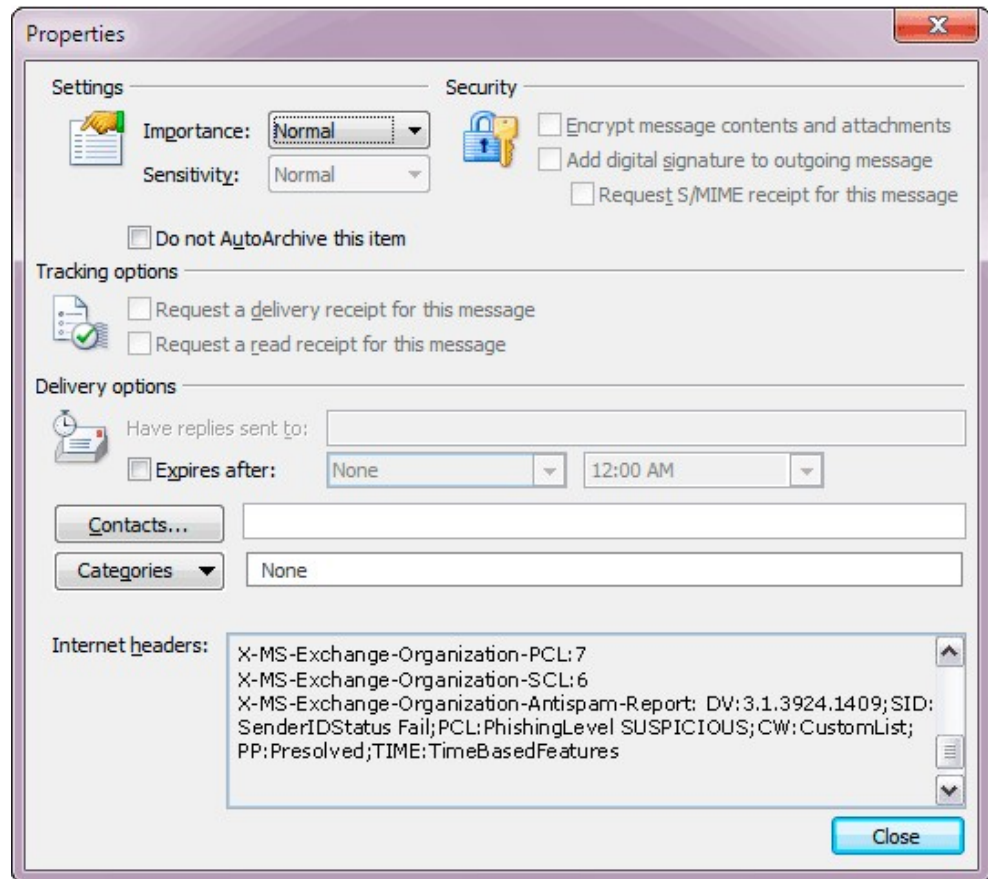 Properties
Settings
Security
Importance: Normal
Sensitivity: Normal
Encrypt message contents and attachments
Add digital signature to outgoing message
Request S/MIME receipt for this message
Do not AutoArchive this item
Tracking options
Request a delivery receipt for this message
Request a read receipt for this message
Delivery options
Have replies sent to:
Expires after: None 12:00 AM
Contacts...
Categories None
Internet headers:
X-MS-Exchange-Organization-PCL:7
X-MS-Exchange-Organization-SCL:6
X-MS-Exchange-Organization-Antispam-Report: DV:3.1.3924.1409;SID:
SenderIDStatus Fail;PCL:PhishingLevel SUSPICIOUS;CW:CustomList;
PP:Presolved;TIME:TimeBasedFeatures
Close